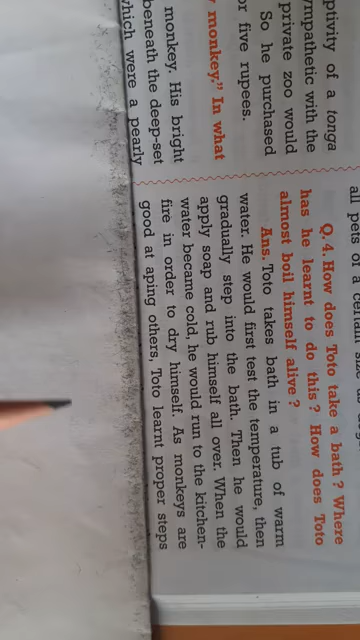 ptivity of a tonga
ympathetic with the
private zoo would
So he purchased
or five rupees.
monkey." In what
monkey. His bright
beneath the deep-set
which were a pearly
all pets of a certain size
Q. 4. How does Toto take a bath ? Where
has he learnt to do this ? How does Toto
almost boil himself alive ?
Ans. Toto takes bath in a tub of warm
water. He would first test the temperature, then
gradually step into the bath. Then he would
apply soap and rub himself all over. When the
water became cold, he would run to the kitchen-
fire in order to dry himself. As monkeys are
good at aping others, Toto learnt proper steps